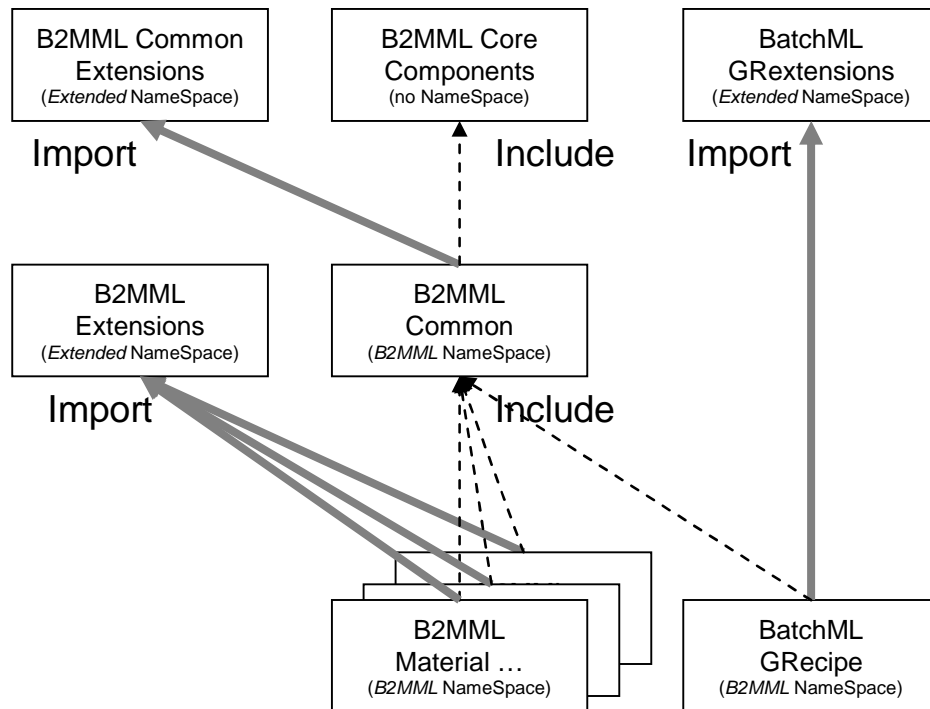 B2MML Common
Extensions
(Extended NameSpace)
B2MML Core
Components
(no NameSpace)
BatchML
GRextensions
(Extended NameSpace)
Import
Include
Import
B2MML
Extensions
(Extended NameSpace)
B2MML
Common
(B2MML NameSpace)
Import
Include
B2MML
Material …
(B2MML NameSpace)
BatchML
GRecipe
(B2MML NameSpace)